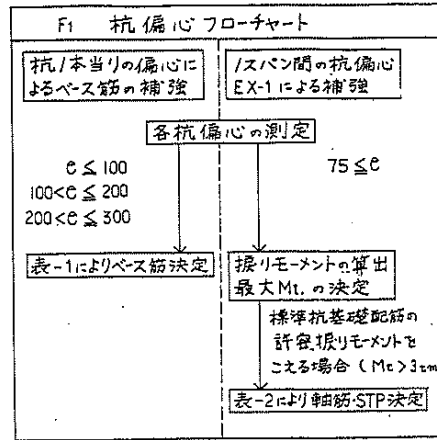 F1 杭偏心フローチャート
杭1本当りの偏心に
よるベース筋の補強
1スパン間の杭偏心
EX-1による補強
各杭偏心の測定
e ≦ 100
100<e ≦ 200
200<e ≦ 300
75 ≦ e
表-1によりベース筋決定
捩りモーメントの算出
最大Mt.の決定
標準杭基礎配筋の
許容捩りモーメントを
こえる場合 (Mt > 3tm)
表-2により軸筋・STP決定